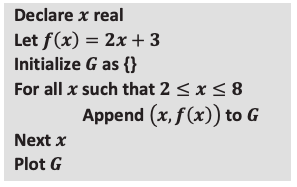 Declare x real
Let f(x) = 2x + 3
Initialize G as {}
For all x such that 2 ≤ x ≤ 8
Append (x, f(x)) to G
Next x
Plot G